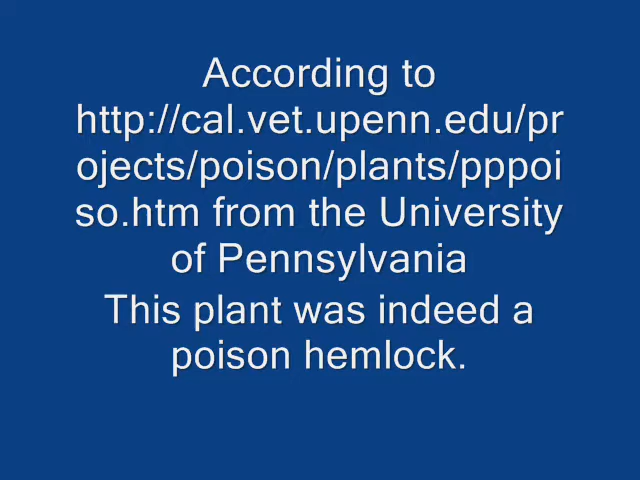 According to
http://cal.vet.upenn.edu/pr
ojects/poison/plants/pppoi
so.htm from the University
of Pennsylvania
This plant was indeed a
poison hemlock.